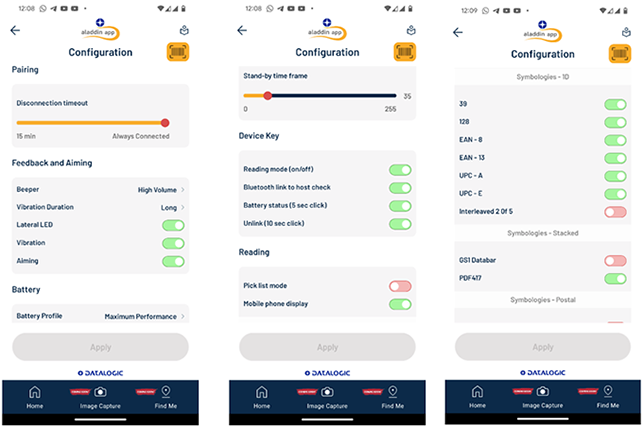 12:08
aladdin app
Configuration
Pairing
Disconnection timeout
15 min Always Connected
Feedback and Aiming
Beeper High Volume >
Vibration Duration Long >
Lateral LED
Vibration
Aiming
Battery
Battery Profile Maximum Performance >
Apply
DATALOGIC
Home Image Capture Find Me
12:08
aladdin app
Configuration
Stand-by time frame
35
0 255
Device Key
Reading mode (on/off)
Bluetooth link to host check
Battery status (5 sec click)
Unlink (10 sec click)
Reading
Pick list mode
Mobile phone display
Apply
DATALOGIC
Home Image Capture Find Me
12:09
aladdin app
Configuration
Symbologies - 1D
39
128
EAN - 8
EAN - 13
UPC - A
UPC - E
Interleaved 2 Of 5
Symbologies - Stacked
GS1 Databar
PDF417
Symbologies - Postal
Apply
DATALOGIC
Home Image Capture Find Me